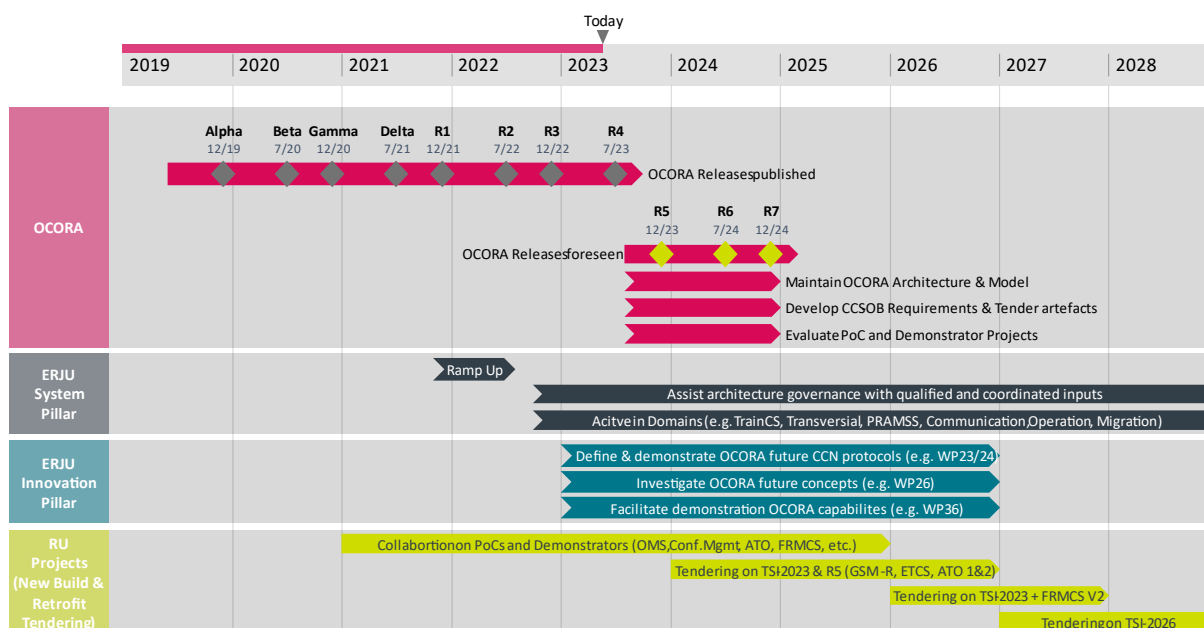 Today
2019 2020 2021 2022 2023 2024 2025 2026 2027 2028
OCORA
Alpha Beta Gamma Delta R1 R2 R3 R4
12/19 7/20 12/20 7/21 12/21 7/22 12/22 7/23
OCORA Releasespublished
R5 R6 R7
12/23 7/24 12/24
OCORA Releasesforeseen
Maintain OCORA Architecture & Model
Develop CCS-OB Requirements & Tender artefacts
Evaluate PoC and Demonstrator Projects
ERJU
System
Pillar
Ramp Up
Assist architecture governance with qualified and coordinated inputs
Acitve in Domains (e.g. TrainCS, Transversial, PRAMSS, Communication,Operation, Migration)
ERJU
Innovation
Pillar
Define & demonstrate OCORA future CCN protocols (e.g. WP23/24)
Investigate OCORA future concepts (e.g. WP26)
Facilitate demonstration OCORA capabilites (e.g. WP36)
RU
Projects
(New Build &
Retrofit
Tendering)
Collabortionon PoCs and Demonstrators (OMS,Conf.Mgmt, ATO, FRMCS, etc.)
Tendering on TSI-2023 & R5 (GSM-R, ETCS, ATO 1&2)
Tendering on TSI-2023 + FRMCS V2
Tenderingon TSI-2026